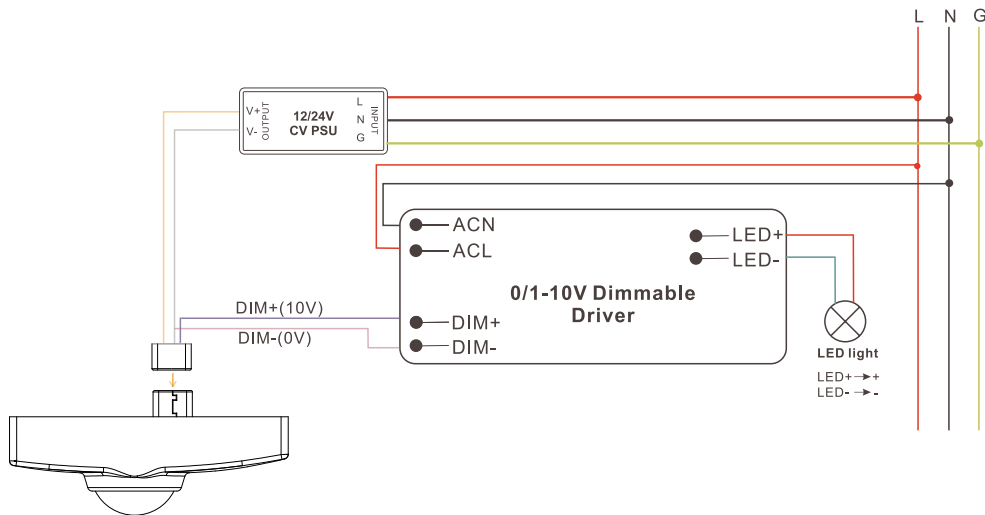 L N G
V+
V-
OUTPUT
12/24V
CV PSU
L
N
G
INPUT
ACN
ACL
LED+
LED-
0/1-10V Dimmable
Driver
DIM+(10V)
DIM-(0V)
DIM+
DIM-
LED light
LED+→+
LED-→-